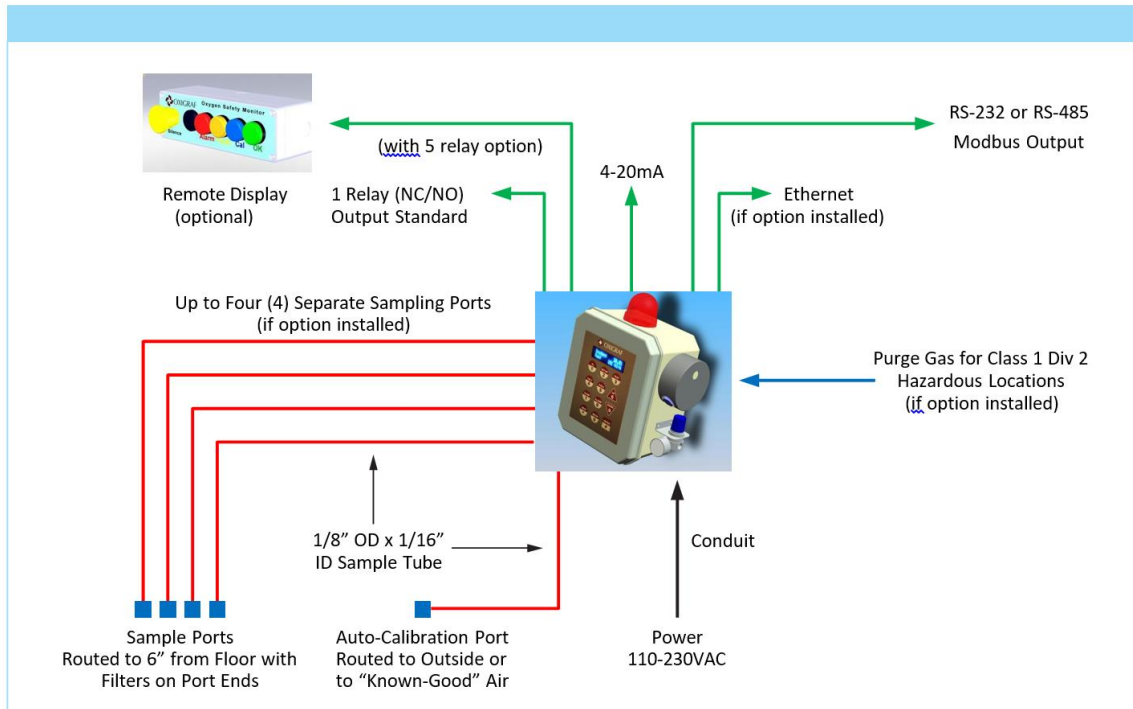 OXIGRAF Oxygen Safety Monitor
Silence
Alarm
Cal
OK
Remote Display
(optional)
(with 5 relay option)
1 Relay (NC/NO)
Output Standard
4-20mA
RS-232 or RS-485
Modbus Output
Ethernet
(if option installed)
Up to Four (4) Separate Sampling Ports
(if option installed)
OXIGRAF
Purge Gas for Class 1 Div 2
Hazardous Locations
(if option installed)
1/8” OD x 1/16”
ID Sample Tube
Conduit
Sample Ports
Routed to 6” from Floor with
Filters on Port Ends
Auto-Calibration Port
Routed to Outside or
to “Known-Good” Air
Power
110-230VAC